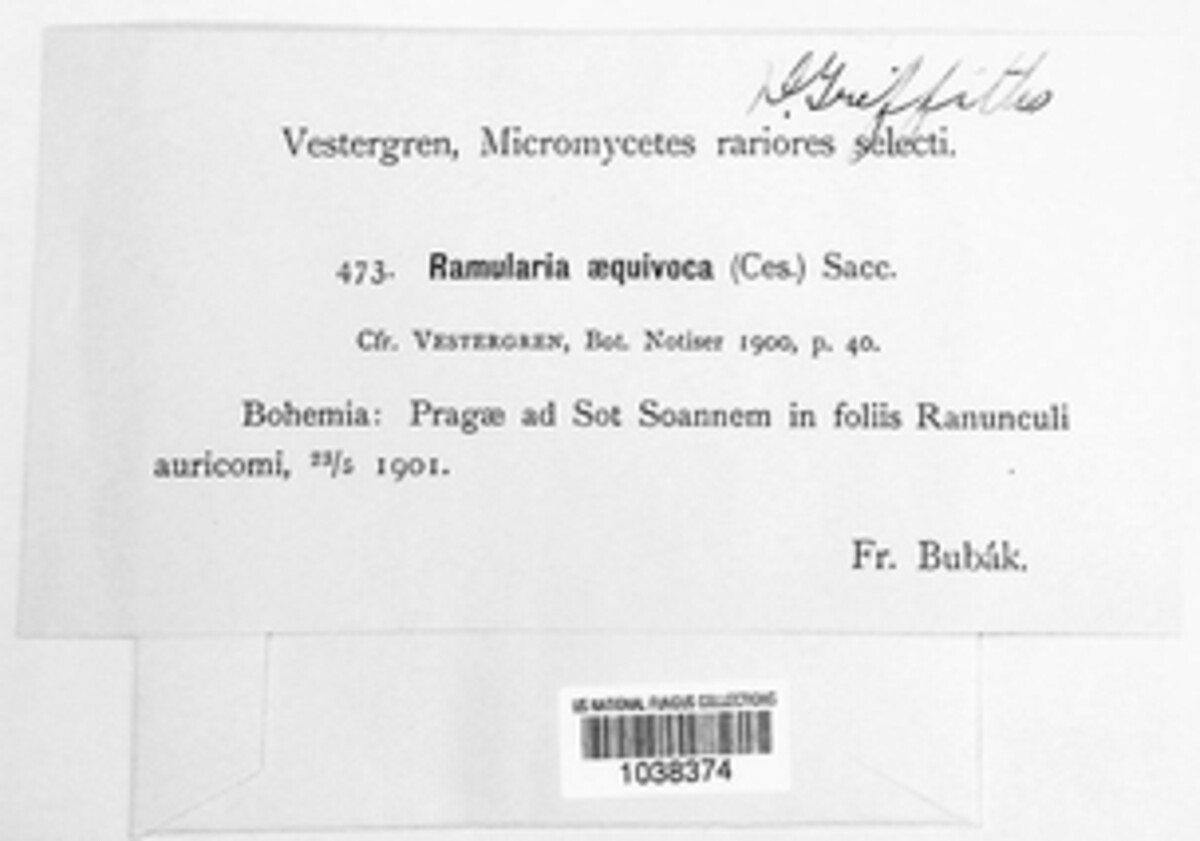 D. Griffiths
Vestergren, Micromycetes rariores selecti.
473. Ramularia æquivoca (Ces.) Sacc.
Cfr. VESTERGREN, Bot. Notiser 1900, p. 40.
Bohemia: Pragæ ad Sot Soannem in foliis Ranunculi
auricomi, 23/5 1901.
Fr. Bubák.
US NATIONAL FUNGUS COLLECTIONS
1038374